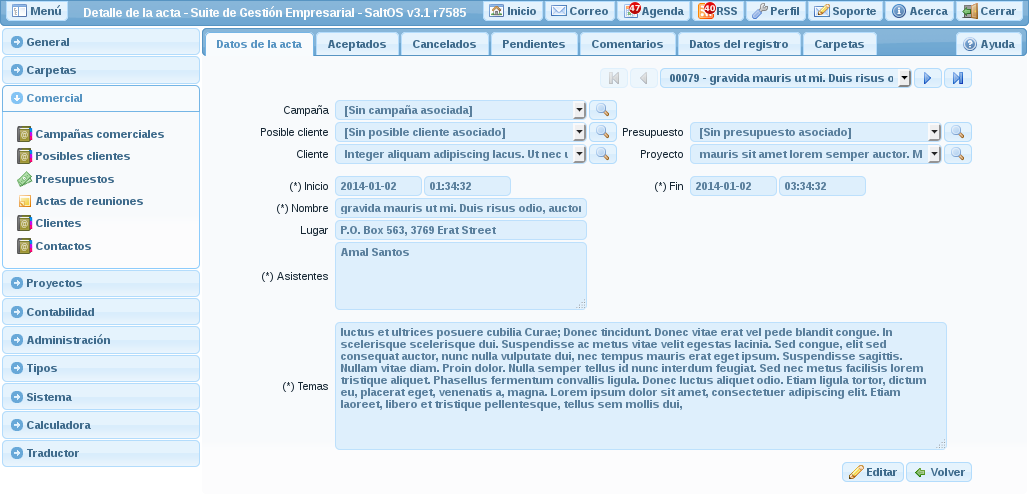 Menú
Detalle de la acta - Suite de Gestión Empresarial - SaltOS v3.1 r7585
Inicio
Correo
47
Agenda
40
RSS
Perfil
Soporte
Acerca
Cerrar
General
Carpetas
Comercial
Campañas comerciales
Posibles clientes
Presupuestos
Actas de reuniones
Clientes
Contactos
Proyectos
Contabilidad
Administración
Tipos
Sistema
Calculadora
Traductor
Datos de la acta
Aceptados
Cancelados
Pendientes
Comentarios
Datos del registro
Carpetas
Ayuda
00079 - gravida mauris ut mi. Duis risus o
Campaña [Sin campaña asociada]
Posible cliente [Sin posible cliente asociado] Presupuesto [Sin presupuesto asociado]
Cliente Integer aliquam adipiscing lacus. Ut nec u Proyecto mauris sit amet lorem semper auctor. M
(*) Inicio 2014-01-02 01:34:32 (*) Fin 2014-01-02 03:34:32
(*) Nombre gravida mauris ut mi. Duis risus odio, auctor
Lugar P.O. Box 563, 3769 Erat Street
Amal Santos
(*) Asistentes
luctus et ultrices posuere cubilia Curae; Donec tincidunt. Donec vitae erat vel pede blandit congue. In
scelerisque scelerisque dui. Suspendisse ac metus vitae velit egestas lacinia. Sed congue, elit sed
consequat auctor, nunc nulla vulputate dui, nec tempus mauris erat eget ipsum. Suspendisse sagittis.
Nullam vitae diam. Proin dolor. Nulla semper tellus id nunc interdum feugiat. Sed nec metus facilisis lorem
tristique aliquet. Phasellus fermentum convallis ligula. Donec luctus aliquet odio. Etiam ligula tortor, dictum
eu, placerat eget, venenatis a, magna. Lorem ipsum dolor sit amet, consectetuer adipiscing elit. Etiam
laoreet, libero et tristique pellentesque, tellus sem mollis dui,
(*) Temas
Editar
Volver